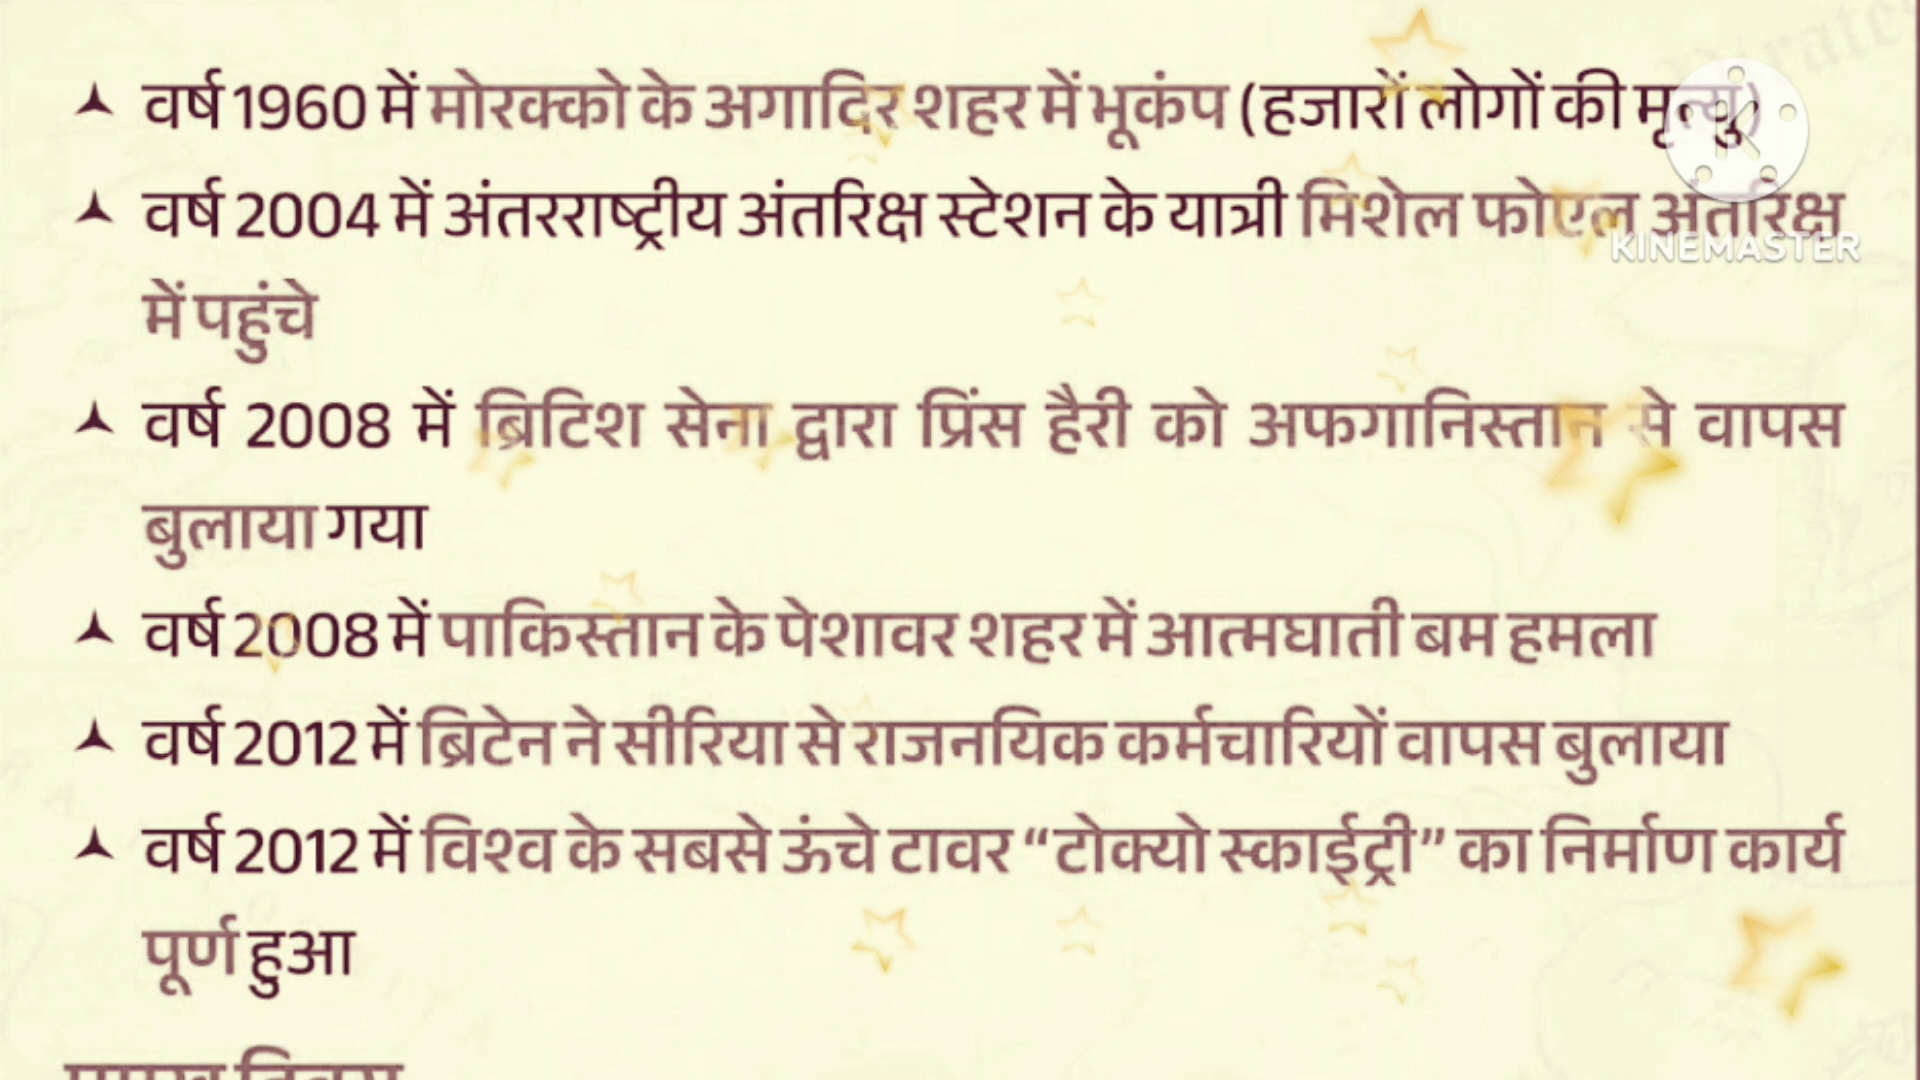 वर्ष 1960 में मोरक्को के अगादिर शहर में भूकंप (हजारों लोगों की मृत्यु)
वर्ष 2004 में अंतरराष्ट्रीय अंतरिक्ष स्टेशन के यात्री मिशेल फोएल अंतरिक्ष
KINEMASTER
में पहुंचे
वर्ष 2008 में ब्रिटिश सेना द्वारा प्रिंस हैरी को अफगानिस्तान से वापस
बुलाया गया
वर्ष 2008 में पाकिस्तान के पेशावर शहर में आत्मघाती बम हमला
वर्ष 2012 में ब्रिटेन ने सीरिया से राजनयिक कर्मचारियों वापस बुलाया
वर्ष 2012 में विश्व के सबसे ऊंचे टावर “टोक्यो स्काईट्री” का निर्माण कार्य
पूर्ण हुआ